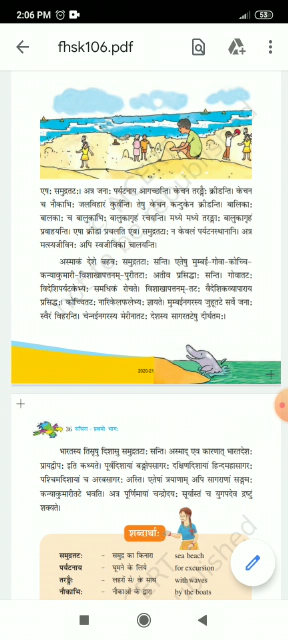 2:06 PM
53
fhsk106.pdf
एषः समुद्रतटः। अत्र जनाः पर्यटनाय आगच्छन्ति। केचन तरङ्गैः क्रीडन्ति। केचन
च नौकाभिः जलविहारं कुर्वन्ति। तेषु केचन कन्दुकेन क्रीडन्ति। बालिकाः
बालकाः च बालुकाभिः बालुकागृहं रचयन्ति। मध्ये मध्ये तरङ्गाः बालुकागृहं
प्रवाहयन्ति। एषा क्रीडा प्रचलति एव। समुद्रतटाः न केवलं पर्यटनस्थानानि। अत्र
मत्स्यजीविनः अपि स्वजीविकां चालयन्ति।
अस्माकं देशे बहवः समुद्रतटाः सन्ति। एतेषु मुम्बई-गोवा-कोच्चि-
कन्याकुमारी-विशाखापत्तनम्-पुरीतटाः अतीव प्रसिद्धाः सन्ति। गोवातटः
विदेशिपर्यटकेभ्यः समधिकं रोचते। विशाखापत्तनम्-तटः वैदेशिकव्यापाराय
प्रसिद्धः। कोच्चितटः नारिकेलफलेभ्यः ज्ञायते। मुम्बईनगरस्य जुहूतटे सर्वे जनाः
स्वैरं विहरन्ति। चेन्नईनगरस्य मेरीनातटः देशस्य सागरतटेषु दीर्घतमः।
2020-21
36
भारतस्य तिसृषु दिशासु समुद्रतटाः सन्ति। अस्माद् एव कारणात् भारतदेशः
प्रायद्वीपः इति कथ्यते। पूर्वदिशायां बङ्गोपसागरः दक्षिणदिशायां हिन्दमहासागरः
पश्चिमदिशायां च अरबसागरः अस्ति। एतेषां त्रयाणाम् अपि सागराणां सङ्गमः
कन्याकुमारीतटे भवति। अत्र पूर्णिमायां चन्द्रोदयः सूर्यास्तं च युगपदेव द्रष्टुं
शक्यते।
शब्दार्थाः
समुद्रतटः - समुद्र का किनारा sea beach
पर्यटनाय - घूमने के लिये for excursion
तरङ्गैः - लहरों से/ के साथ with waves
नौकाभिः - नौकाओं के द्वारा by the boats